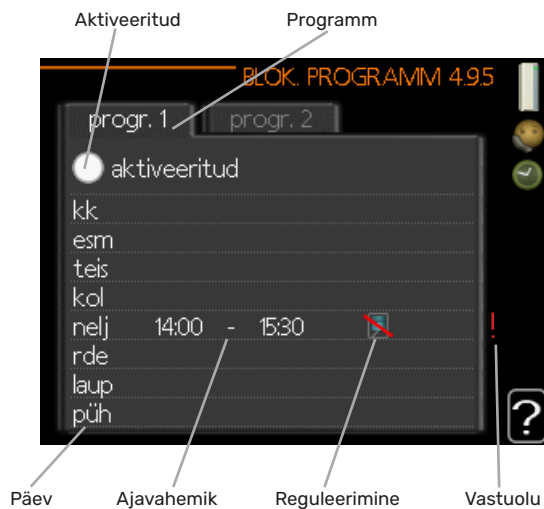 Aktiveeritud Programm
BLOK. PROGRAMM 4.9.5
progr. 1 progr. 2
aktiveeritud
kk
esm
teis
kol
nelj 14:00 - 15:30 !
rde
laup
püh
?
Päev Ajavahemik Reguleerimine Vastuolu